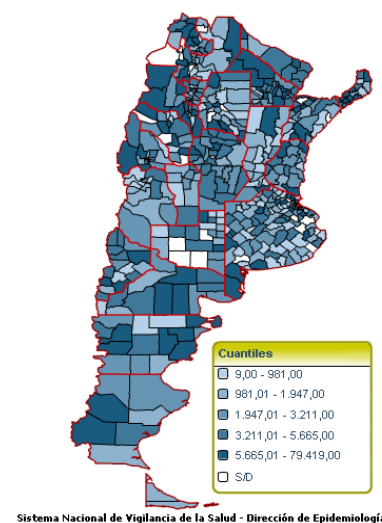 Cuantiles
9,00 - 981,00
981,01 - 1.947,00
1.947,01 - 3.211,00
3.211,01 - 5.665,00
5.665,01 - 79.419,00
S/D
Sistema Nacional de Vigilancia de la Salud - Dirección de Epidemiología